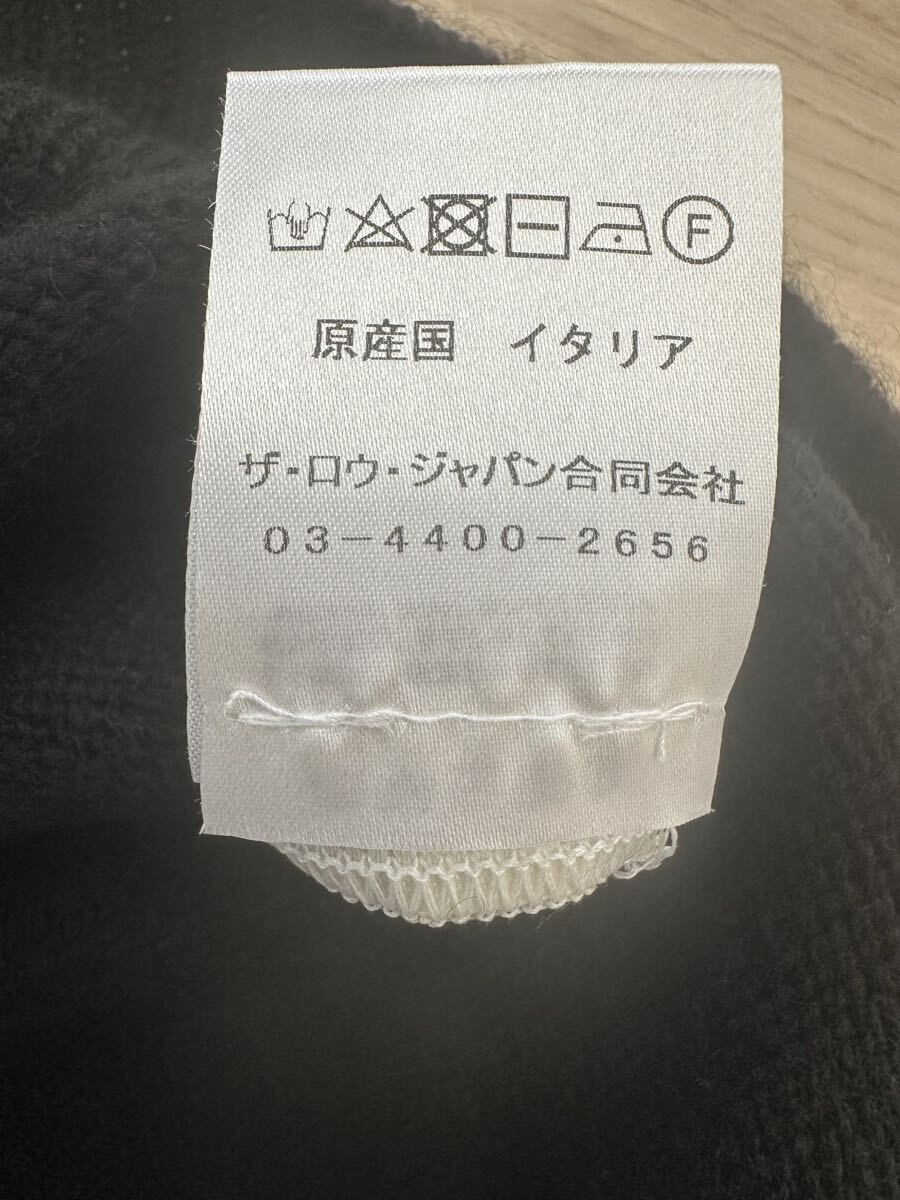 F
原産国 イタリア
ザ・ロウ・ジャパン合同会社
03-4400-2656